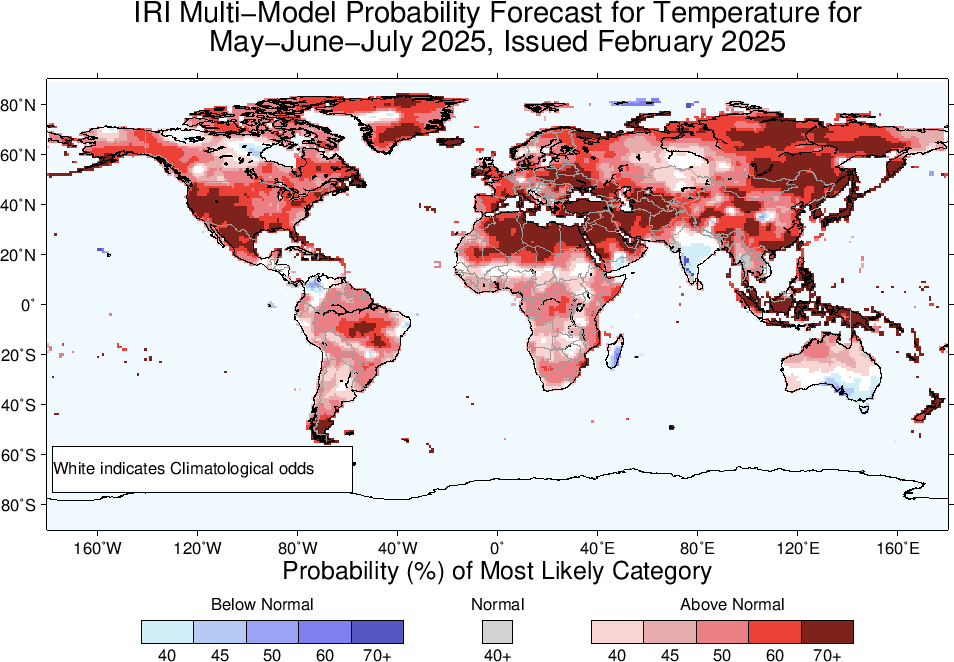 IRI Multi−Model Probability Forecast for Temperature for
May−June−July 2025, Issued February 2025
80˚N
60˚N
40˚N
20˚N
0˚
20˚S
40˚S
60˚S
80˚S
White indicates Climatological odds
160˚W 120˚W 80˚W 40˚W 0˚ 40˚E 80˚E 120˚E 160˚E
Probability (%) of Most Likely Category
Below Normal Normal Above Normal
40 45 50 60 70+ 40+ 40 45 50 60 70+